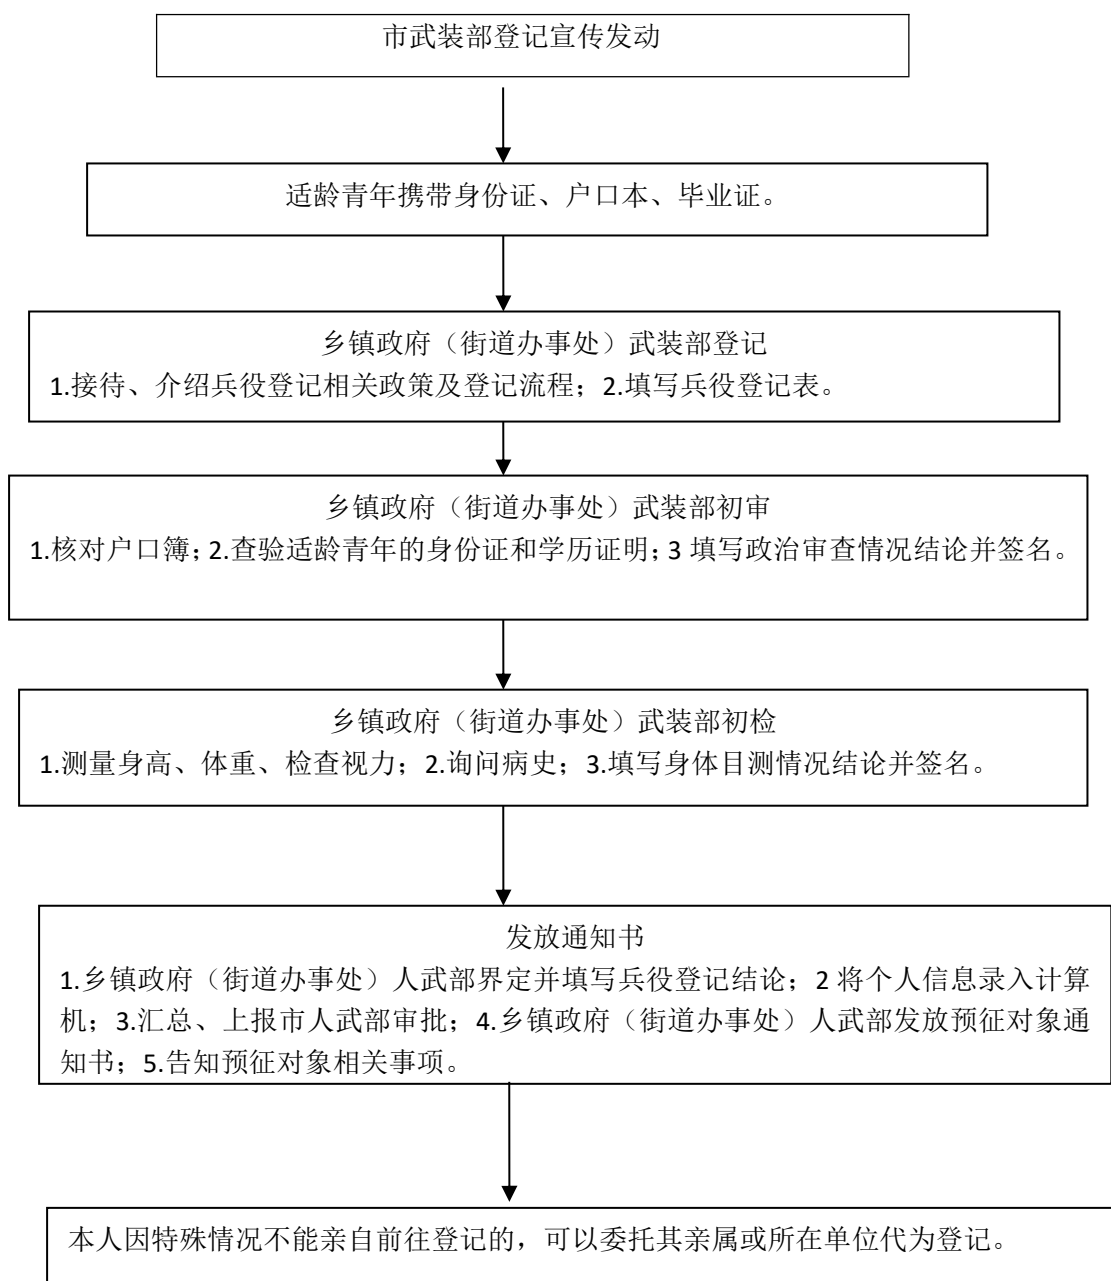 市武装部登记宣传发动
适龄青年携带身份证、户口本、毕业证。
乡镇政府（街道办事处）武装部登记
1.接待、介绍兵役登记相关政策及登记流程；2.填写兵役登记表。
乡镇政府（街道办事处）武装部初审
1.核对户口簿；2.查验适龄青年的身份证和学历证明；3 填写政治审查情况结论并签名。
乡镇政府（街道办事处）武装部初检
1.测量身高、体重、检查视力；2.询问病史；3.填写身体目测情况结论并签名。
发放通知书
1.乡镇政府（街道办事处）人武部界定并填写兵役登记结论；2 将个人信息录入计算
机；3.汇总、上报市人武部审批；4.乡镇政府（街道办事处）人武部发放预征对象通
知书；5.告知预征对象相关事项。
本人因特殊情况不能亲自前往登记的，可以委托其亲属或所在单位代为登记。